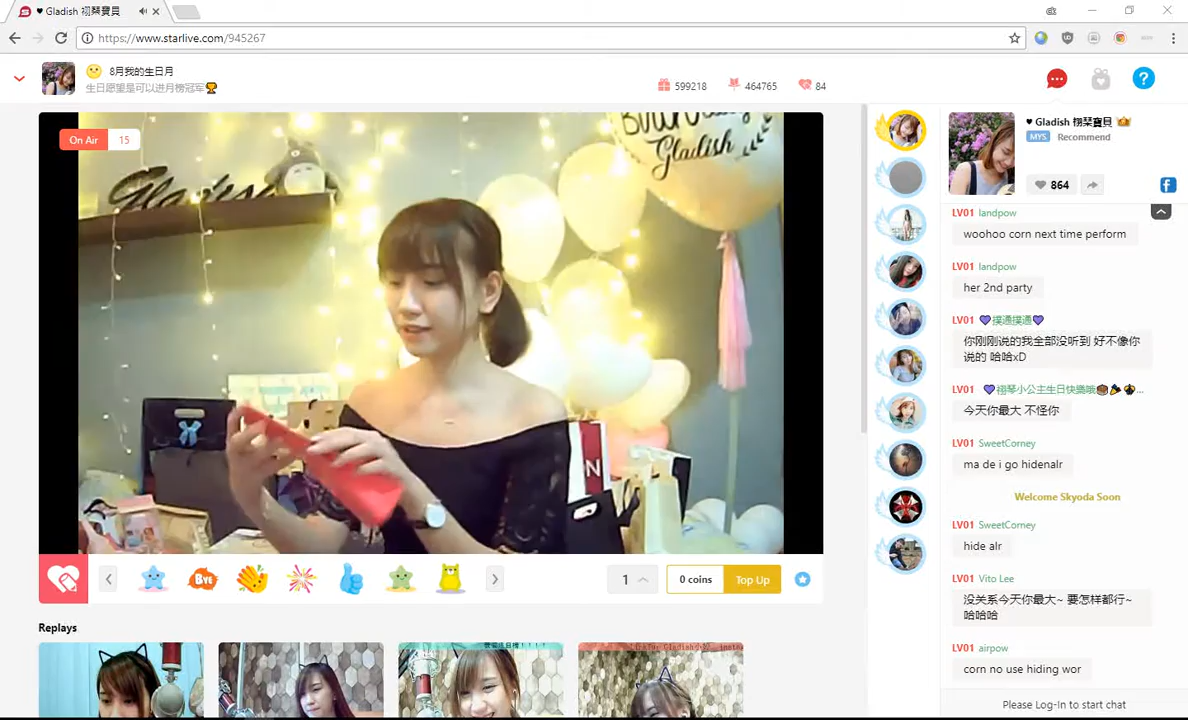 ♥ Gladish 栩琹寶貝
https://www.starlive.com/945267
8月我的生日月
生日愿望是可以进月榜冠军🏆
599218
464765
84
On Air 15
Gladish
Gladish
N
BYE
1
0 coins
Top Up
Replays
♥ Gladish 栩琹寶貝
MYS Recommend
864
LV01 landpow
woohoo corn next time perform
LV01 landpow
her 2nd party
LV01 💜撲通撲通💜
你刚刚说的我全部没听到 好不像你
说的 哈哈xD
LV01 💜栩琴小公主生日快樂哦...
今天你最大 不怪你
LV01 SweetCorney
ma de i go hidenalr
Welcome Skyoda Soon
LV01 SweetCorney
hide alr
LV01 Vito Lee
没关系今天你最大~ 要怎样都行~
哈哈哈
LV01 airpow
corn no use hiding wor
Please Log-In to start chat